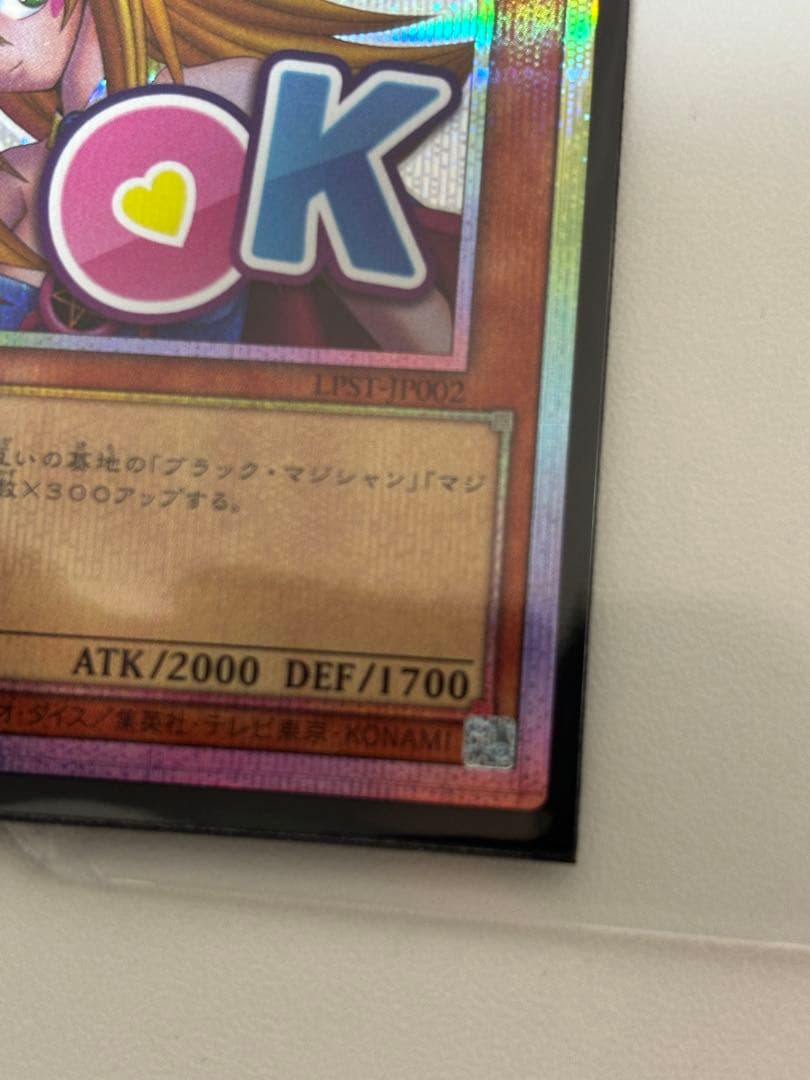 OK
LPST-JP002
いの墓地の「ブラック・マジシャン」「マジ
枚×300アップする。
ATK/2000 DEF/1700
オ・ダイス/集英社・テレビ東京・KONAMI